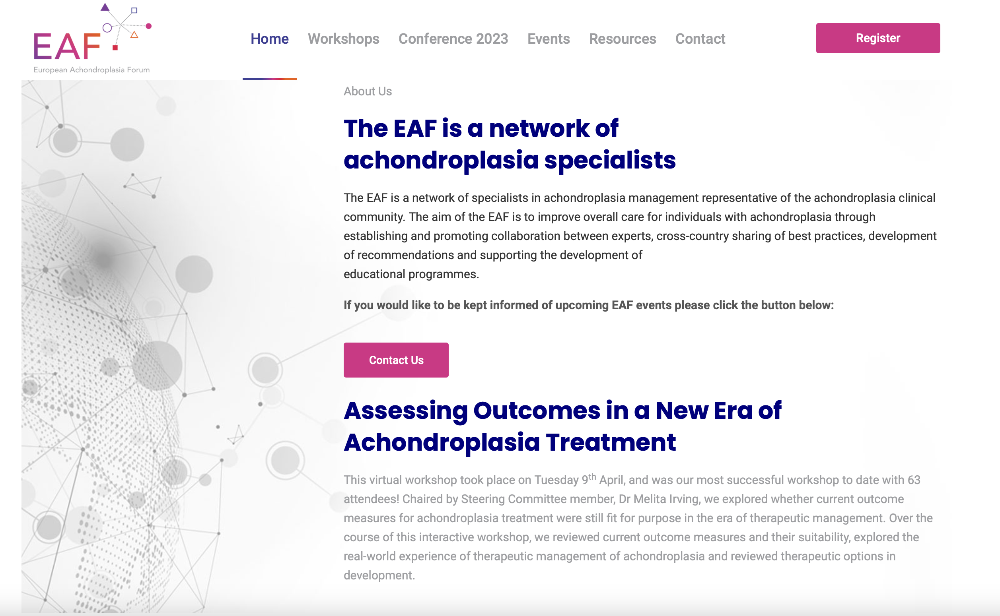 EAF
European Achondroplasia Forum
Home
Workshops
Conference 2023
Events
Resources
Contact
Register
About Us
The EAF is a network of
achondroplasia specialists
The EAF is a network of specialists in achondroplasia management representative of the achondroplasia clinical
community. The aim of the EAF is to improve overall care for individuals with achondroplasia through
establishing and promoting collaboration between experts, cross-country sharing of best practices, development
of recommendations and supporting the development of
educational programmes.
If you would like to be kept informed of upcoming EAF events please click the button below:
Contact Us
Assessing Outcomes in a New Era of
Achondroplasia Treatment
This virtual workshop took place on Tuesday 9th April, and was our most successful workshop to date with 63
attendees! Chaired by Steering Committee member, Dr Melita Irving, we explored whether current outcome
measures for achondroplasia treatment were still fit for purpose in the era of therapeutic management. Over the
course of this interactive workshop, we reviewed current outcome measures and their suitability, explored the
real-world experience of therapeutic management of achondroplasia and reviewed therapeutic options in
development.